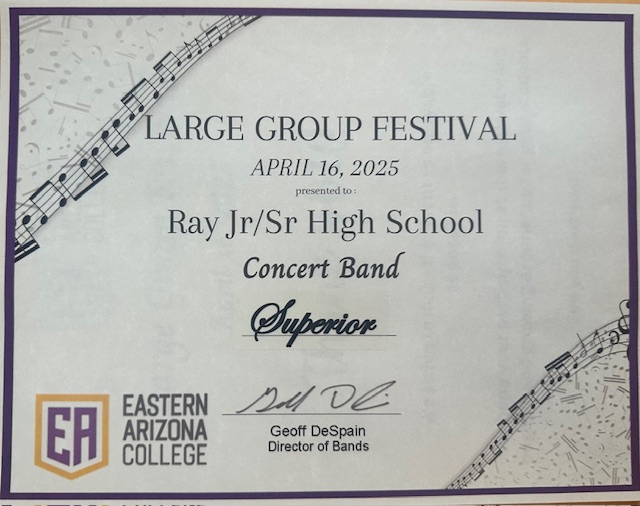 LARGE GROUP FESTIVAL
APRIL 16, 2025
presented to :
Ray Jr/Sr High School
Concert Band
Superior
EA
EASTERN
ARIZONA
COLLEGE
Geoff DeSpain
Director of Bands